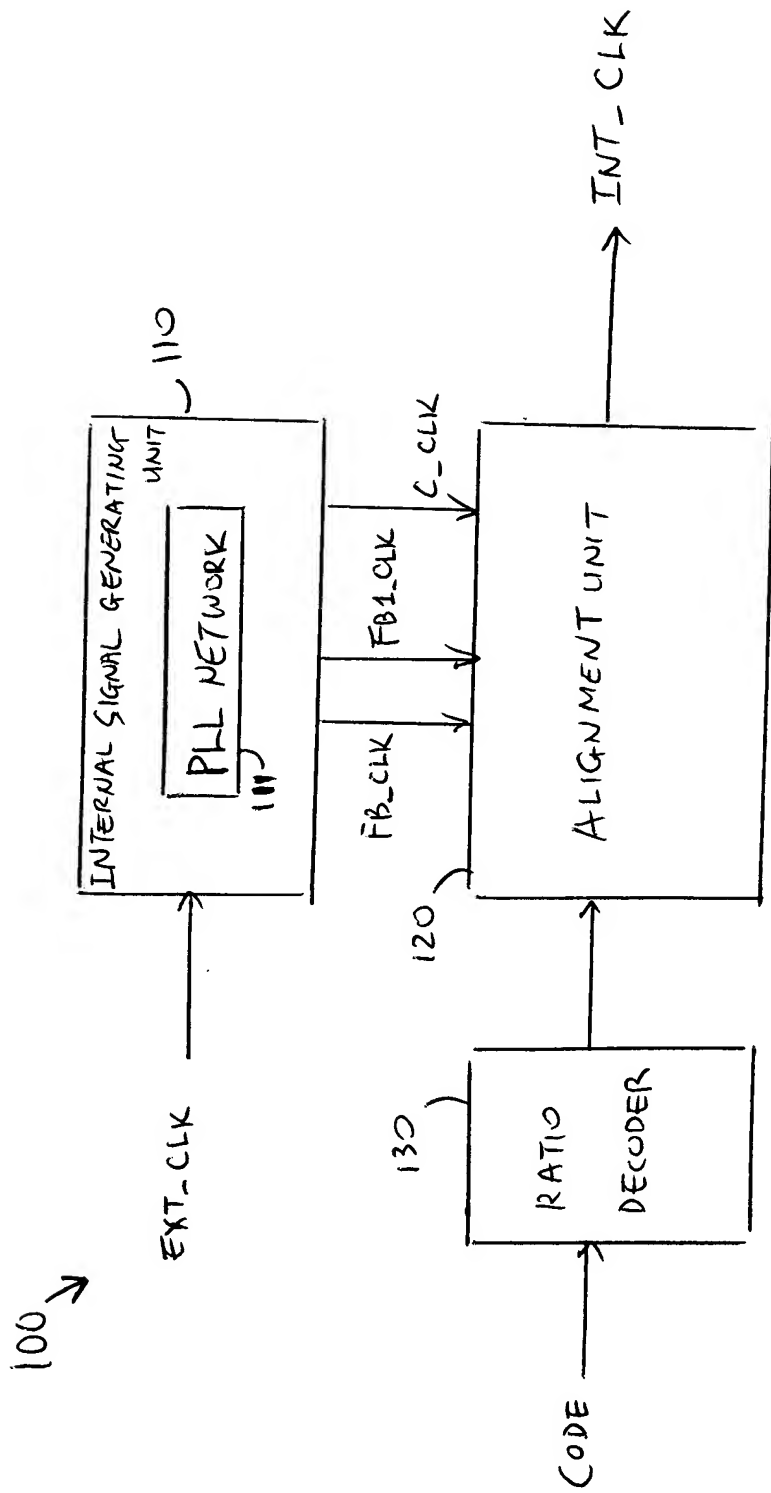 100
EXT_CLK
INTERNAL SIGNAL GENERATING
UNIT
110
PLL NETWORK
111
FB_CLK
FB1_CLK
C_CLK
CODE
130
RATIO
DECODER
120
ALIGNMENT UNIT
INT_CLK